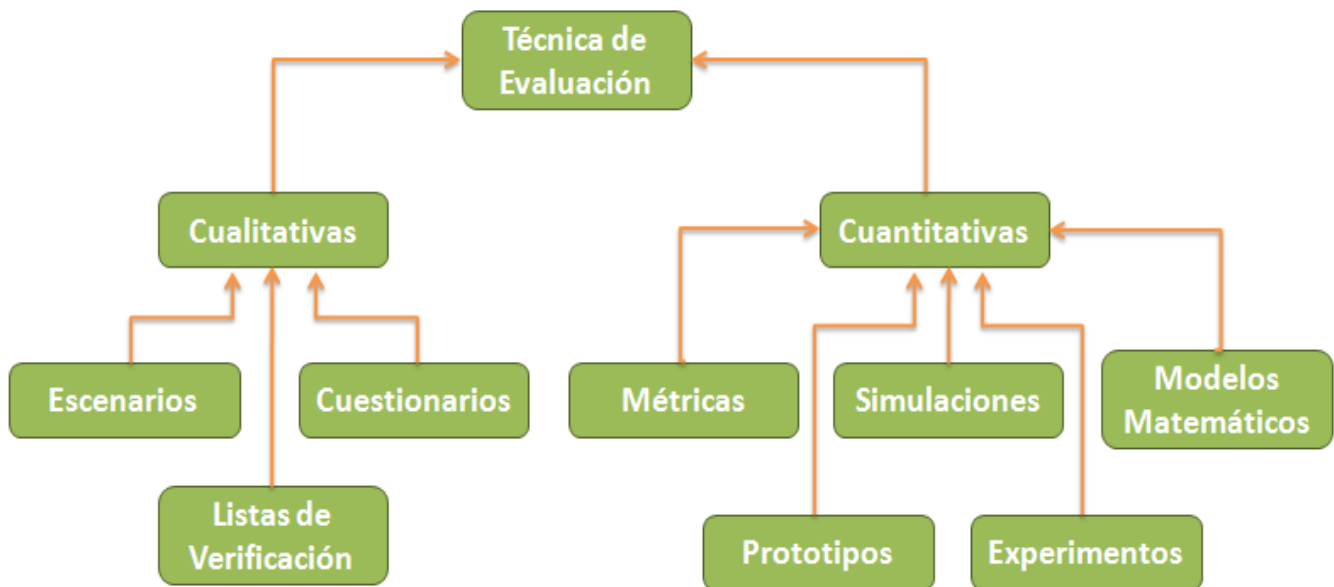 Técnica de
Evaluación
Cualitativas
Cuantitativas
Escenarios
Cuestionarios
Métricas
Simulaciones
Modelos
Matemáticos
Listas de
Verificación
Prototipos
Experimentos